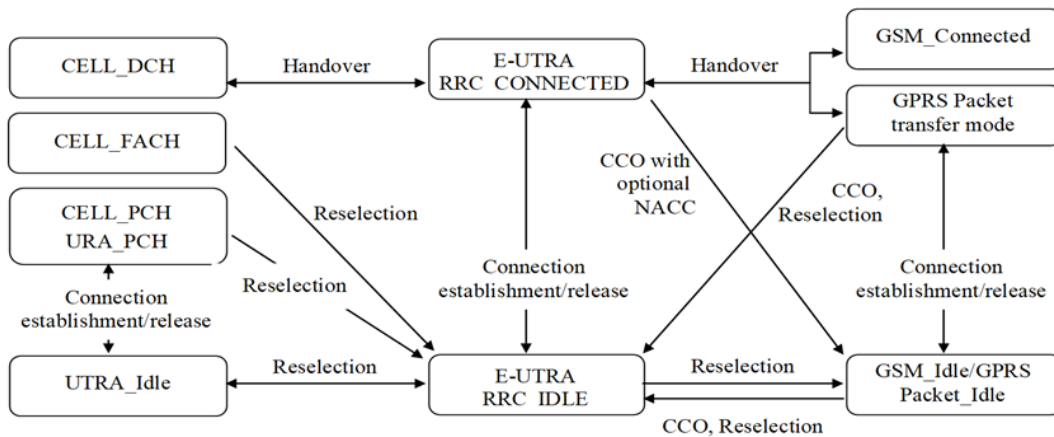 CELL_DCH
Handover
E-UTRA
RRC CONNECTED
Handover
GSM_Connected
GPRS Packet
transfer mode
CELL_FACH
CELL_PCH
URA_PCH
Reselection
CCO with
optional
NACC
CCO,
Reselection
Reselection
Connection
establishment/release
Connection
establishment/release
Connection
establishment/release
UTRA_Idle
Reselection
E-UTRA
RRC IDLE
Reselection
CCO, Reselection
GSM_Idle/GPRS
Packet_Idle